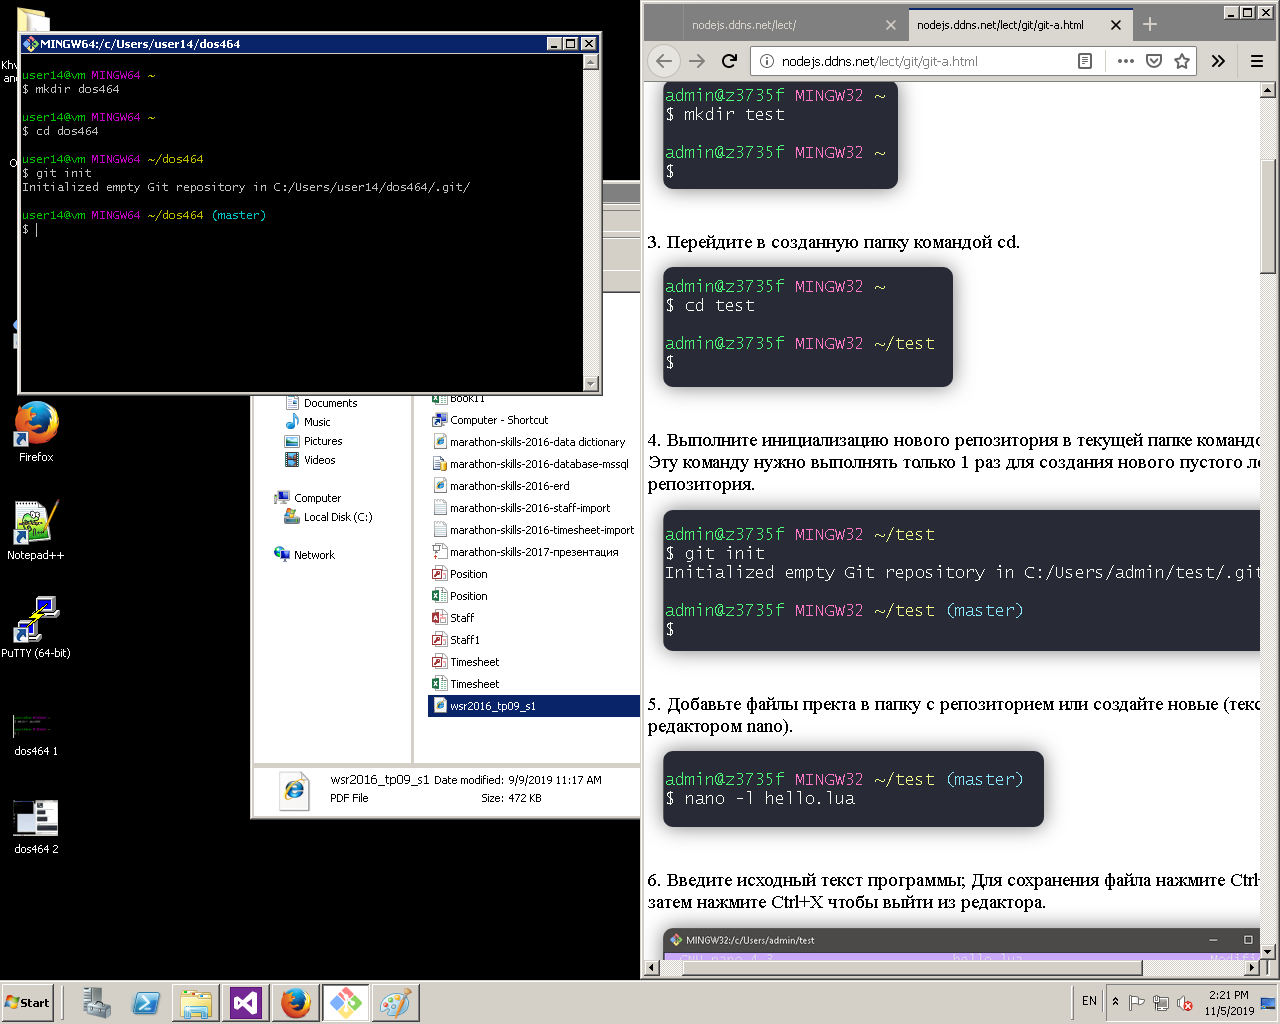 MINGW64:/c/Users/user14/dos464
user14@vm MINGW64 ~
$ mkdir dos464
user14@vm MINGW64 ~
$ cd dos464
user14@vm MINGW64 ~/dos464
$ git init
Initialized empty Git repository in C:/Users/user14/dos464/.git/
user14@vm MINGW64 ~/dos464 (master)
$
Firefox
Notepad++
PuTTY (64-bit)
dos464 1
dos464 2
Documents
Music
Pictures
Videos
Computer
Local Disk (C:)
Network
Book11
Computer - Shortcut
marathon-skills-2016-data dictionary
marathon-skills-2016-database-mssql
marathon-skills-2016-erd
marathon-skills-2016-staff-import
marathon-skills-2016-timesheet-import
marathon-skills-2017-презентация
Position
Position
Staff
Staff1
Timesheet
Timesheet
wsr2016_tp09_s1
wsr2016_tp09_s1 Date modified: 9/9/2019 11:17 AM
PDF File Size: 472 KB
nodejs.ddns.net/lect/
nodejs.ddns.net/lect/git/git-a.html
nodejs.ddns.net/lect/git/git-a.html
admin@z3735f MINGW32 ~
$ mkdir test
admin@z3735f MINGW32 ~
$
3. Перейдите в созданную папку командой cd.
admin@z3735f MINGW32 ~
$ cd test
admin@z3735f MINGW32 ~/test
$
4. Выполните инициализацию нового репозитория в текущей папке командо
Эту команду нужно выполнять только 1 раз для создания нового пустого ло
репозитория.
admin@z3735f MINGW32 ~/test
$ git init
Initialized empty Git repository in C:/Users/admin/test/.git
admin@z3735f MINGW32 ~/test (master)
$
5. Добавьте файлы пректа в папку с репозиторием или создайте новые (текс
редактором nano).
admin@z3735f MINGW32 ~/test (master)
$ nano -l hello.lua
6. Введите исходный текст программы; Для сохранения файла нажмите Ctrl+
затем нажмите Ctrl+X чтобы выйти из редактора.
MINGW32:/c/Users/admin/test
Start
EN
2:21 PM
11/5/2019